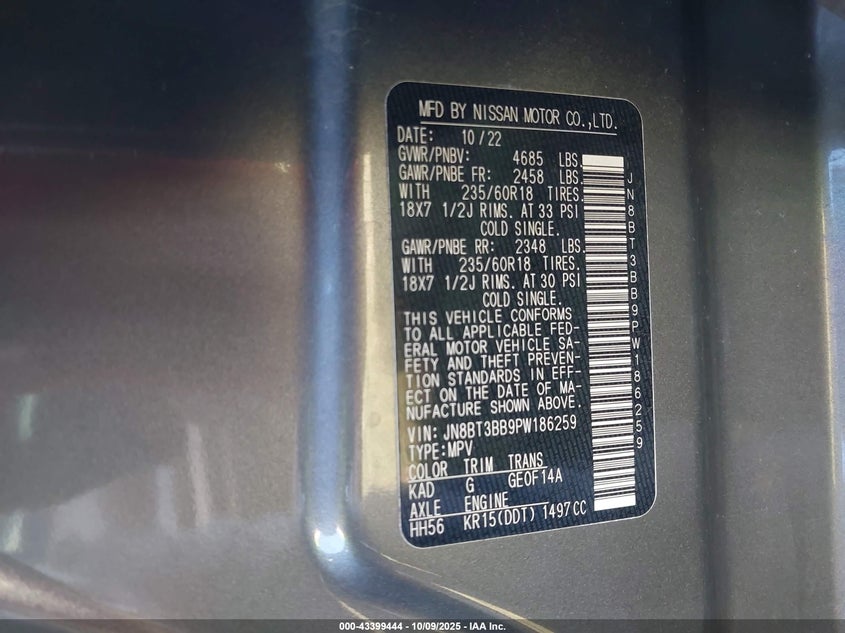 MFD BY NISSAN MOTOR CO.,LTD.
DATE: 10/22
GVWR/PNBV: 4685 LBS
GAWR/PNBE FR: 2458 LBS
WITH 235/60R18 TIRES.
18X7 1/2J RIMS. AT 33 PSI
COLD SINGLE.
GAWR/PNBE RR: 2348 LBS.
WITH 235/60R18 TIRES.
18X7 1/2J RIMS. AT 30 PSI
COLD SINGLE.
THIS VEHICLE CONFORMS
TO ALL APPLICABLE FED-
ERAL MOTOR VEHICLE SA-
FETY AND THEFT PREVEN-
TION STANDARDS IN EFF-
ECT ON THE DATE OF MA-
NUFACTURE SHOWN ABOVE.
VIN: JN8BT3BB9PW186259
TYPE:MPV
COLOR TRIM TRANS
KAD G GE0F14A
AXLE ENGINE
HH56 KR15(DDT) 1497CC
JN8BT3BB9PW186259
000-43399444 - 10/09/2025 - IAA Inc.